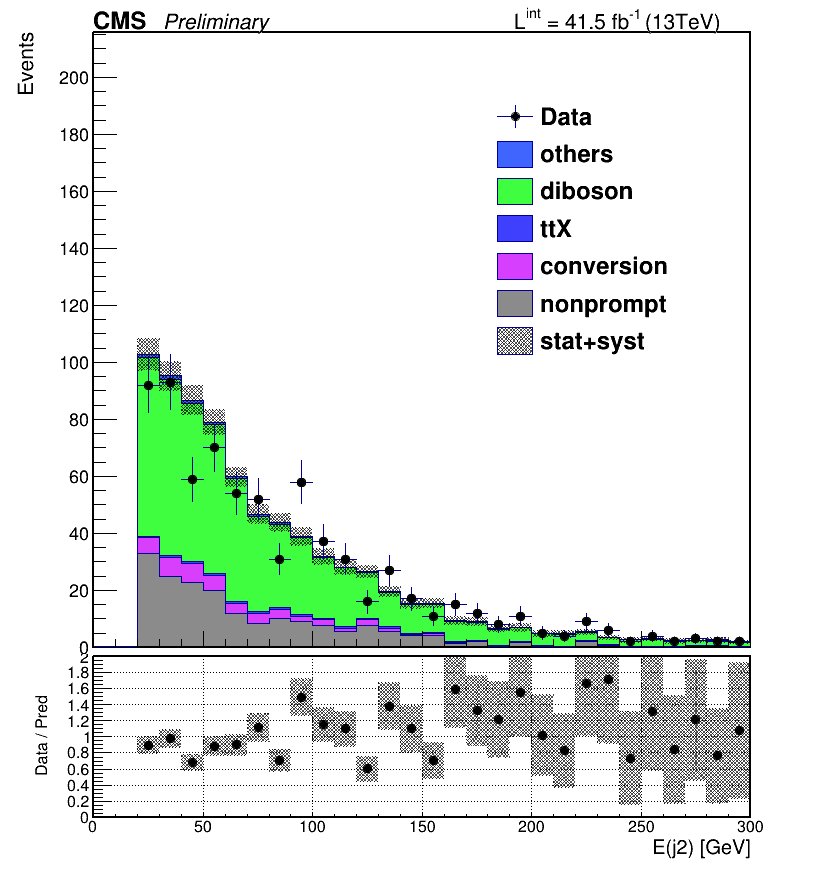 CMS Preliminary L^int = 41.5 fb^-1 (13TeV)
Events
200
180
160
140
120
100
80
60
40
20
0
Data
others
diboson
ttX
conversion
nonprompt
stat+syst
Data / Pred
2
1.8
1.6
1.4
1.2
1
0.8
0.6
0.4
0.2
0
0 50 100 150 200 250 300
E(j2) [GeV]